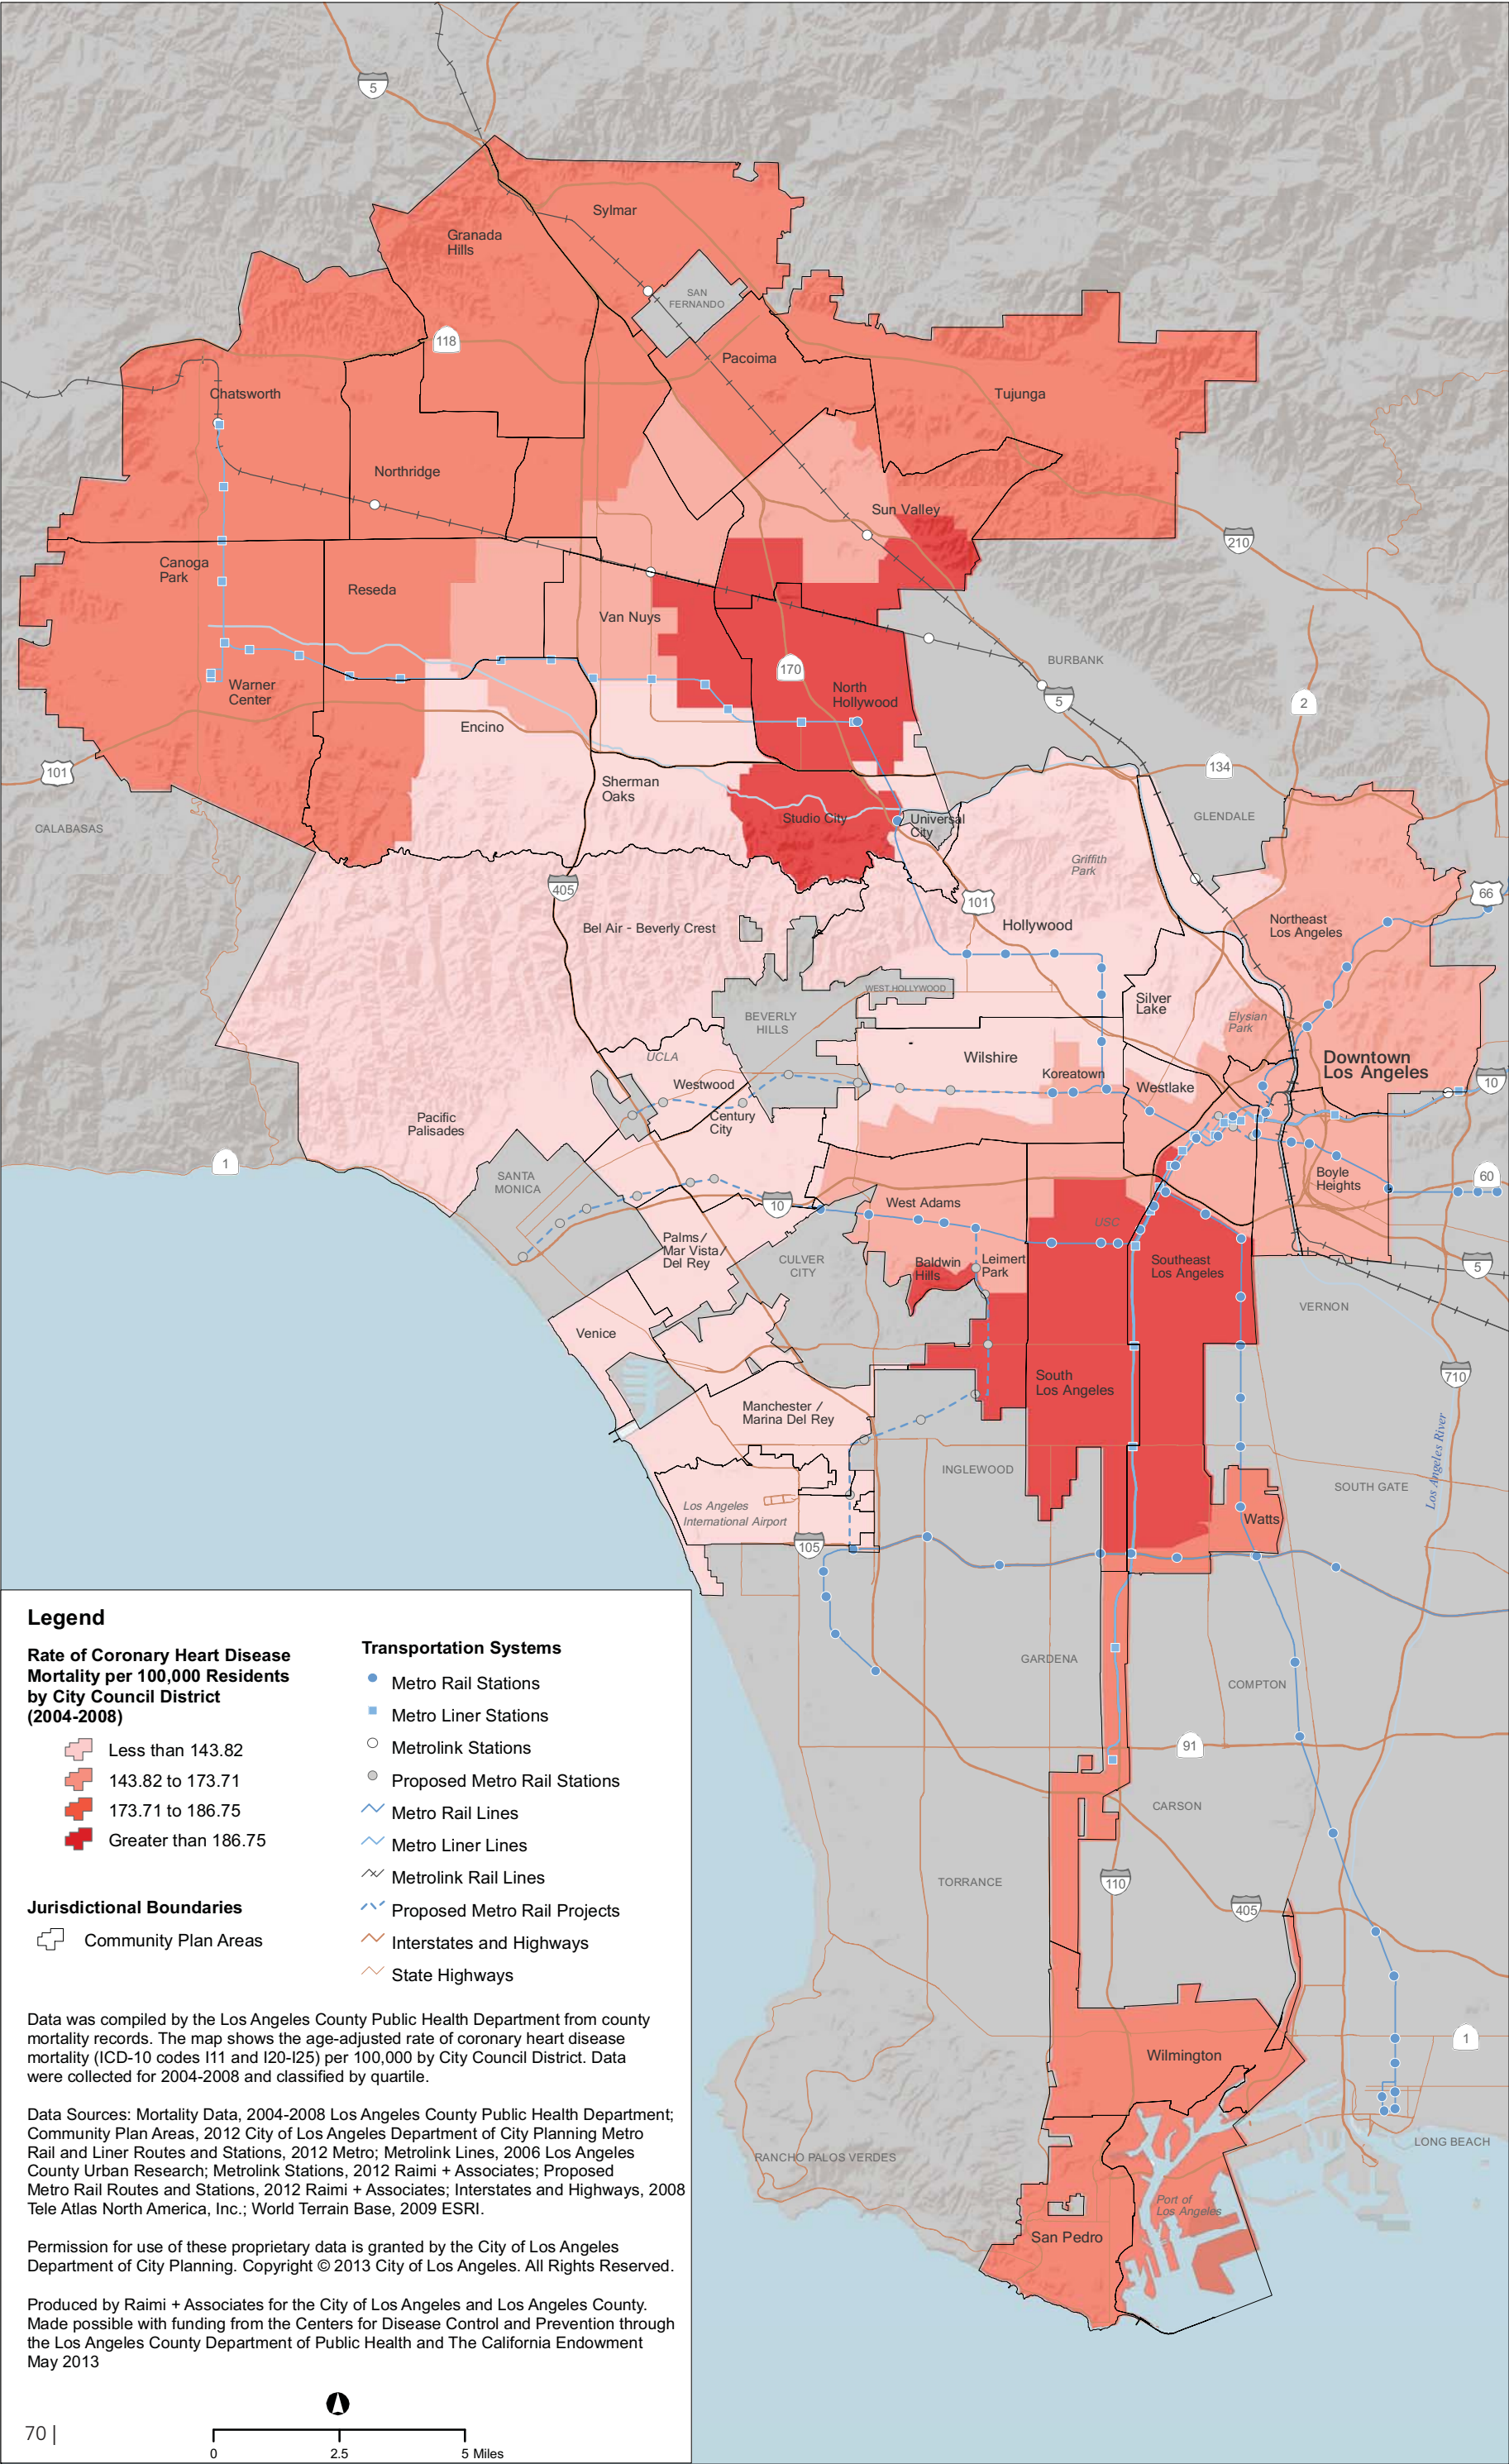 5
Sylmar
Granada
Hills
SAN
FERNANDO
118
Pacoima
Chatsworth
Tujunga
Northridge
Sun Valley
210
Canoga
Park
Reseda
Van Nuys
BURBANK
170
Warner
Center
North
Hollywood
5
2
Encino
101
134
Sherman
Oaks
Studio City
Universal
City
CALABASAS
GLENDALE
Griffith
Park
405
101
66
Bel Air - Beverly Crest
Hollywood
Northeast
Los Angeles
WEST HOLLYWOOD
BEVERLY
HILLS
Silver
Lake
Elysian
Park
UCLA
Wilshire
Downtown
Los Angeles
Koreatown
Westwood
Westlake
10
Century
City
Pacific
Palisades
1
SANTA
MONICA
Boyle
Heights
60
10
West Adams
USC
Palms/
Mar Vista/
Del Rey
CULVER
CITY
Baldwin
Hills
Leimert
Park
Southeast
Los Angeles
5
VERNON
Venice
South
Los Angeles
710
Manchester /
Marina Del Rey
INGLEWOOD
Los Angeles River
SOUTH GATE
Los Angeles
International Airport
Watts
105
GARDENA
COMPTON
91
CARSON
TORRANCE
110
405
1
Wilmington
LONG BEACH
RANCHO PALOS VERDES
Port of
Los Angeles
San Pedro
Legend
Rate of Coronary Heart Disease
Mortality per 100,000 Residents
by City Council District
(2004-2008)
Less than 143.82
143.82 to 173.71
173.71 to 186.75
Greater than 186.75
Jurisdictional Boundaries
Community Plan Areas
Transportation Systems
Metro Rail Stations
Metro Liner Stations
Metrolink Stations
Proposed Metro Rail Stations
Metro Rail Lines
Metro Liner Lines
Metrolink Rail Lines
Proposed Metro Rail Projects
Interstates and Highways
State Highways
Data was compiled by the Los Angeles County Public Health Department from county
mortality records. The map shows the age-adjusted rate of coronary heart disease
mortality (ICD-10 codes I11 and I20-I25) per 100,000 by City Council District. Data
were collected for 2004-2008 and classified by quartile.
Data Sources: Mortality Data, 2004-2008 Los Angeles County Public Health Department;
Community Plan Areas, 2012 City of Los Angeles Department of City Planning Metro
Rail and Liner Routes and Stations, 2012 Metro; Metrolink Lines, 2006 Los Angeles
County Urban Research; Metrolink Stations, 2012 Raimi + Associates; Proposed
Metro Rail Routes and Stations, 2012 Raimi + Associates; Interstates and Highways, 2008
Tele Atlas North America, Inc.; World Terrain Base, 2009 ESRI.
Permission for use of these proprietary data is granted by the City of Los Angeles
Department of City Planning. Copyright © 2013 City of Los Angeles. All Rights Reserved.
Produced by Raimi + Associates for the City of Los Angeles and Los Angeles County.
Made possible with funding from the Centers for Disease Control and Prevention through
the Los Angeles County Department of Public Health and The California Endowment
May 2013
70 |
0 2.5 5 Miles